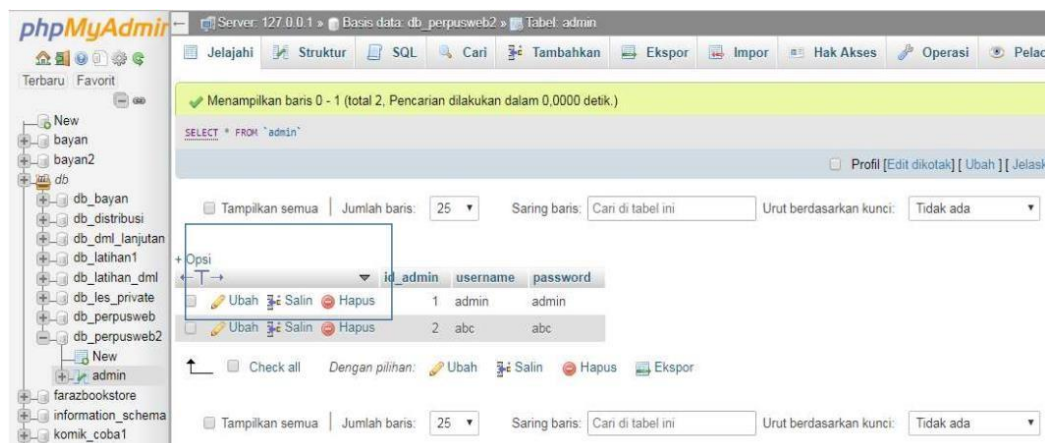 phpMyAdmin
Server: 127.0.0.1 » Basis data: db_perpusweb2 » Tabel: admin
Jelajahi Struktur SQL Cari Tambahkan Ekspor Impor Hak Akses Operasi
Terbaru Favorit
New
bayan
bayan2
db
db_bayan
db_distribusi
db_dml_lanjutan
db_latihan1
db_latihan_dml
db_les_private
db_perpusweb
db_perpusweb2
New
admin
farazbookstore
information_schema
komik_coba1
Menampilkan baris 0 - 1 (total 2, Pencarian dilakukan dalam 0,0000 detik.)
SELECT * FROM `admin`
Profil [Edit dikotak] [ Ubah ] [
Tampilkan semua | Jumlah baris: 25 Saring baris: Cari di tabel ini Urut berdasarkan kunci: Tidak ada
+ Opsi
←T→ id_admin username password
Ubah Salin Hapus 1 admin admin
Ubah Salin Hapus 2 abc abc
Check all Dengan pilihan: Ubah Salin Hapus Ekspor
Tampilkan semua | Jumlah baris: 25 Saring baris: Cari di tabel ini Urut berdasarkan kunci: Tidak ada